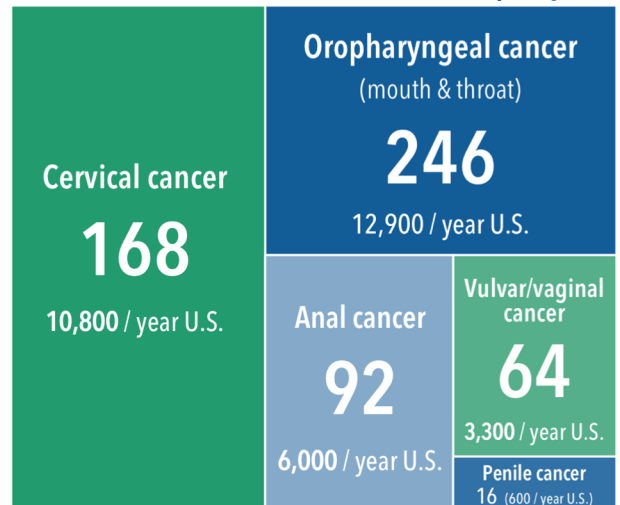 Cervical cancer
168
10,800 / year U.S.
Oropharyngeal cancer
(mouth & throat)
246
12,900 / year U.S.
Anal cancer
92
6,000 / year U.S.
Vulvar/vaginal
cancer
64
3,300 / year U.S.
Penile cancer
16 (600 / year U.S.)